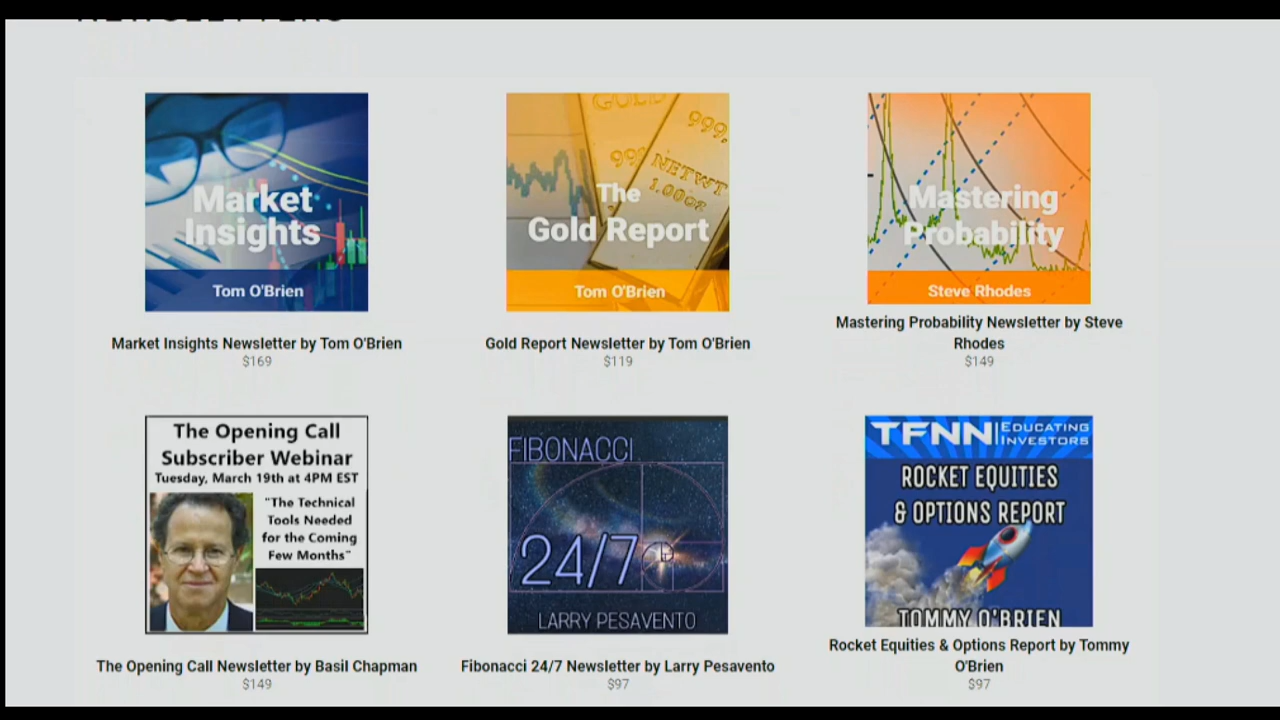 NEWSLETTERS
Market
Insights
Tom O'Brien
Market Insights Newsletter by Tom O'Brien
$169
GOLD
999.
999
NETWT
1.000z
The
Gold Report
Tom O'Brien
Gold Report Newsletter by Tom O'Brien
$119
Mastering
Probability
Steve Rhodes
Mastering Probability Newsletter by Steve
Rhodes
$149
The Opening Call
Subscriber Webinar
Tuesday, March 19th at 4PM EST
"The Technical
Tools Needed
for the Coming
Few Months"
The Opening Call Newsletter by Basil Chapman
$149
FIBONACCI
24/7
LARRY PESAVENTO
Fibonacci 24/7 Newsletter by Larry Pesavento
$97
TFNN EDUCATING
INVESTORS
ROCKET EQUITIES
& OPTIONS REPORT
TOMMY O'BRIEN
Rocket Equities & Options Report by Tommy
O'Brien
$97